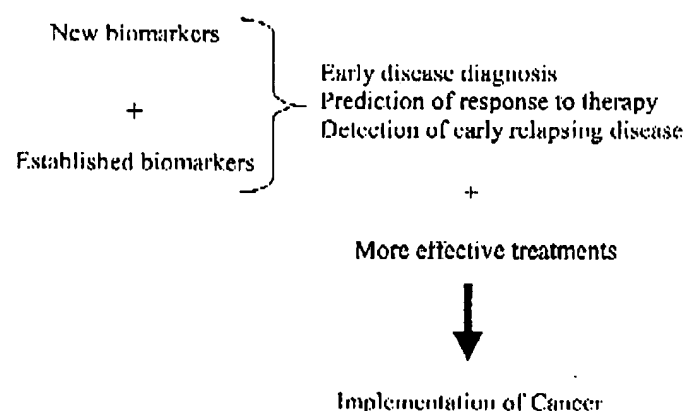 New biomarkers
+
Established biomarkers
Early disease diagnosis
Prediction of response to therapy
Detection of early relapsing disease
+
More effective treatments
Implementation of Cancer